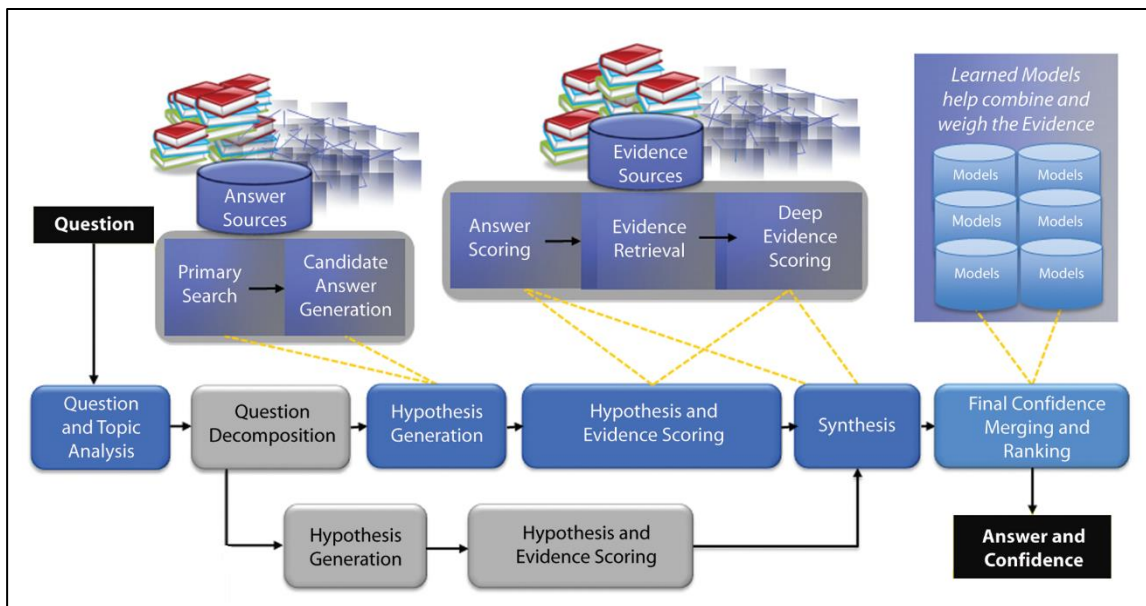 Answer
Sources
Evidence
Sources
Learned Models
help combine and
weigh the Evidence
Models
Models
Models
Models
Models
Models
Question
Primary
Search
Candidate
Answer
Generation
Answer
Scoring
Evidence
Retrieval
Deep
Evidence
Scoring
Question
and Topic
Analysis
Question
Decomposition
Hypothesis
Generation
Hypothesis and
Evidence Scoring
Synthesis
Final Confidence
Merging and
Ranking
Hypothesis
Generation
Hypothesis and
Evidence Scoring
Answer and
Confidence